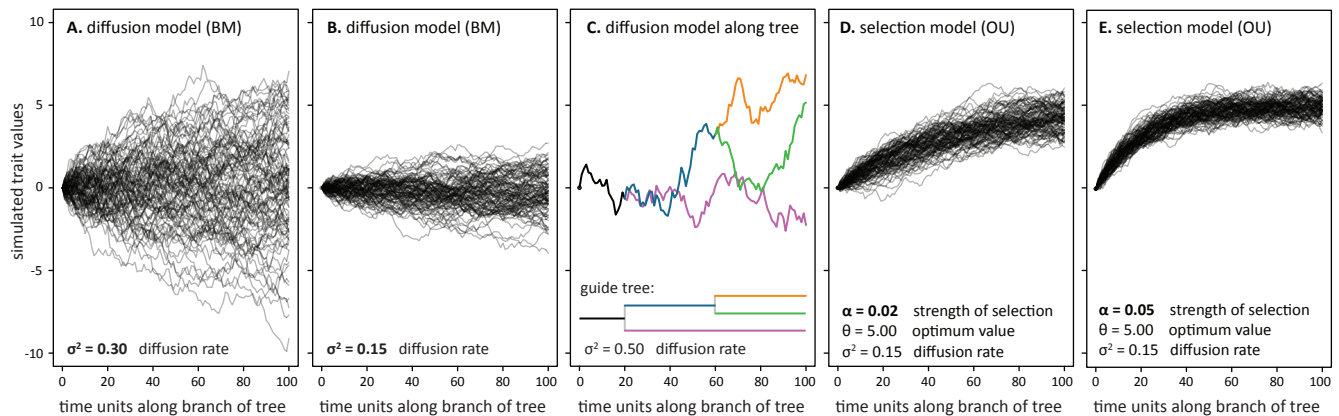 A. diffusion model (BM)
B. diffusion model (BM)
C. diffusion model along tree
D. selection model (OU)
E. selection model (OU)
simulated trait values
10
5
0
-5
-10
σ² = 0.30 diffusion rate
σ² = 0.15 diffusion rate
guide tree:
σ² = 0.50 diffusion rate
α = 0.02 strength of selection
θ = 5.00 optimum value
σ² = 0.15 diffusion rate
α = 0.05 strength of selection
θ = 5.00 optimum value
σ² = 0.15 diffusion rate
0 20 40 60 80 100
0 20 40 60 80 100
0 20 40 60 80 100
0 20 40 60 80 100
0 20 40 60 80 100
time units along branch of tree
time units along branch of tree
time units along branch of tree
time units along branch of tree
time units along branch of tree